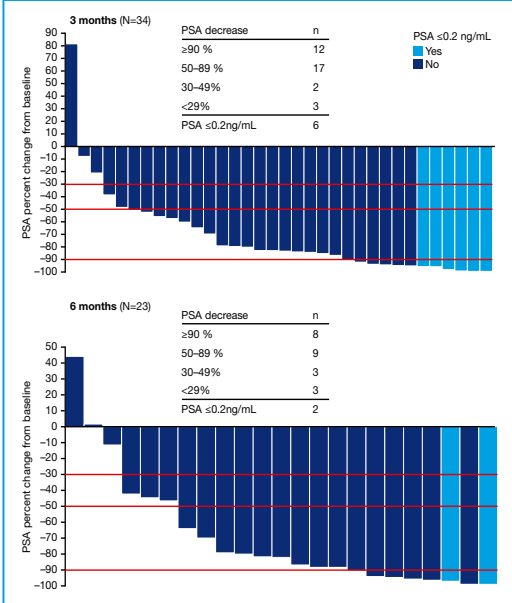 3 months (N=34)
PSA decrease n
≥90 % 12
50–89 % 17
30–49% 2
<29% 3
PSA ≤0.2ng/mL 6
PSA ≤0.2 ng/mL
Yes
No
PSA percent change from baseline
90
80
70
60
50
40
30
20
10
0
–10
–20
–30
–40
–50
–60
–70
–80
–90
–100
6 months (N=23)
PSA decrease n
≥90 % 8
50–89 % 9
30–49% 3
<29% 3
PSA ≤0.2ng/mL 2
PSA percent change from baseline
50
40
30
20
10
0
–10
–20
–30
–40
–50
–60
–70
–80
–90
–100